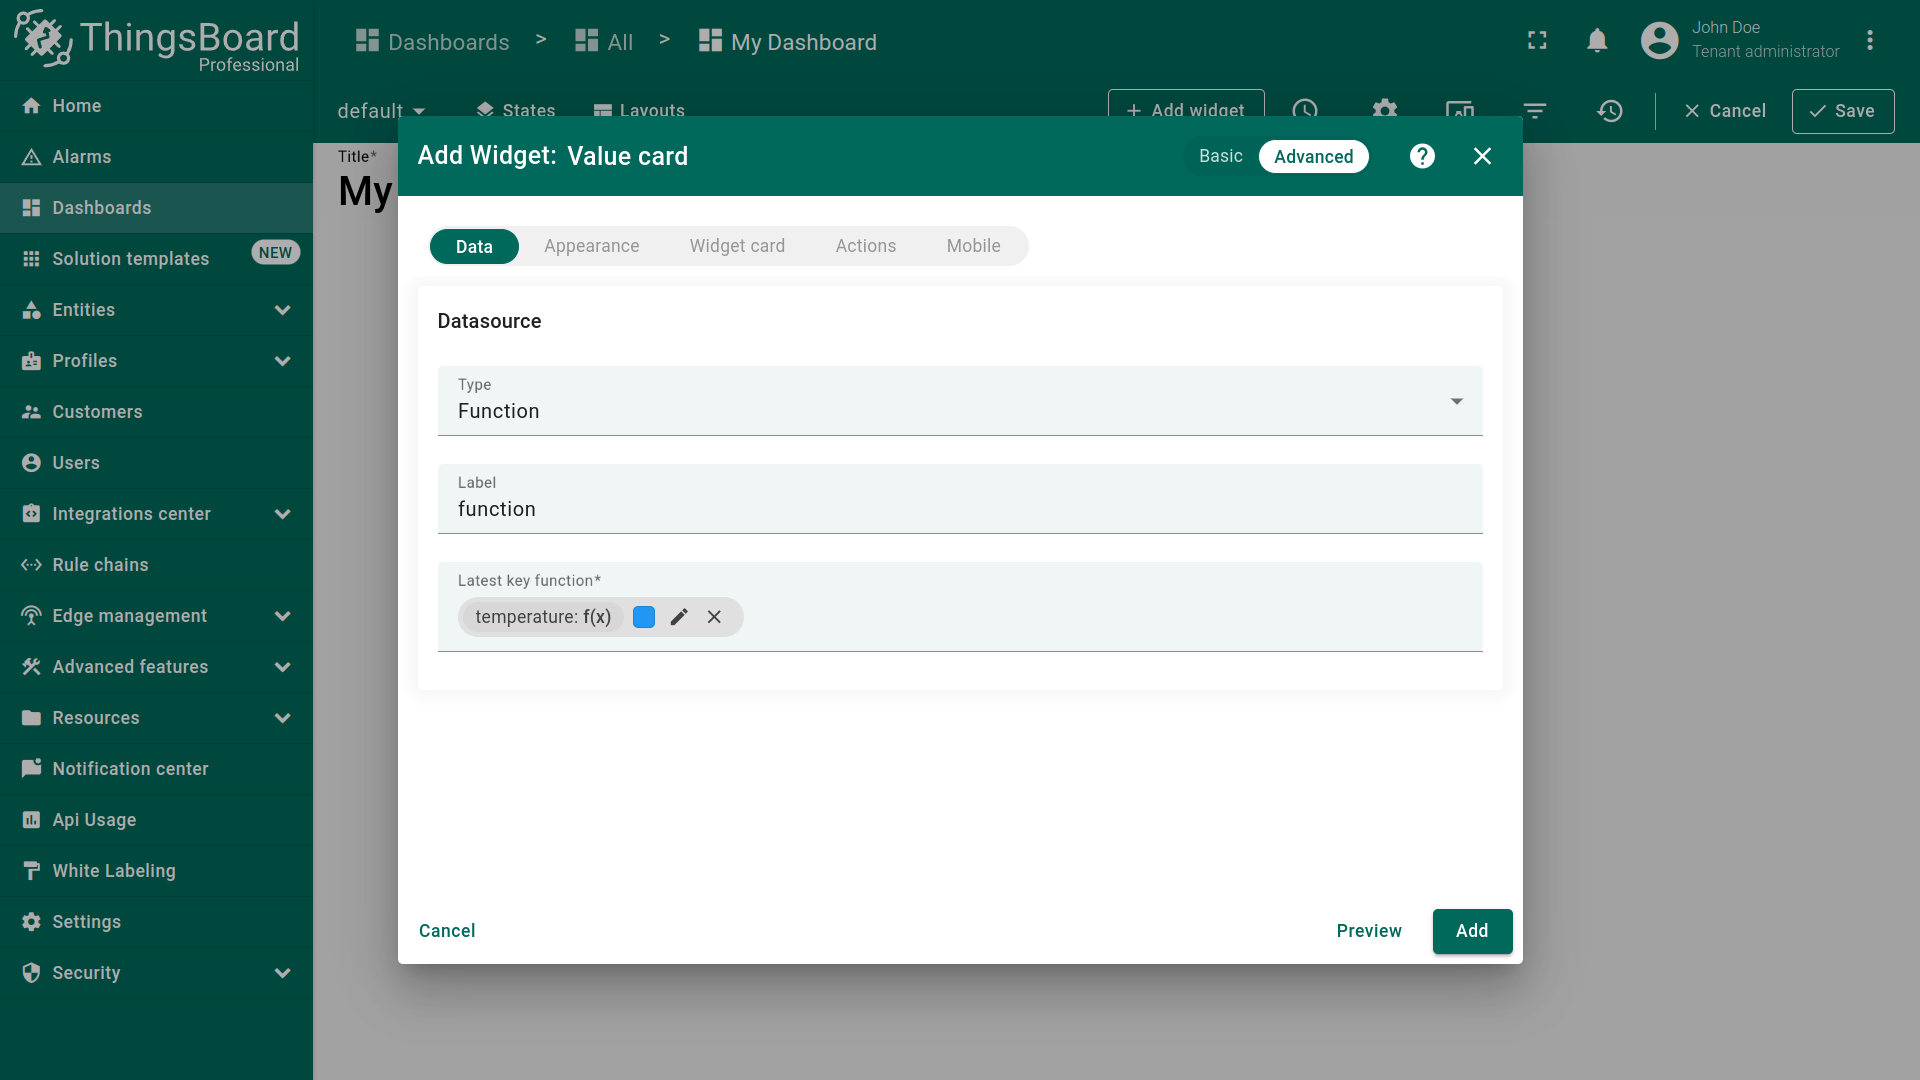 ThingsBoard
Professional
Dashboards > All > My Dashboard
John Doe
Tenant administrator
Home
Alarms
Dashboards
Solution templates NEW
Entities
Profiles
Customers
Users
Integrations center
Rule chains
Edge management
Advanced features
Resources
Notification center
Api Usage
White Labeling
Settings
Security
default States Layouts + Add widget Cancel Save
Title*
My
Add Widget: Value card
Basic Advanced ?
Data Appearance Widget card Actions Mobile
Datasource
Type
Function
Label
function
Latest key function*
temperature: f(x)
Cancel Preview Add